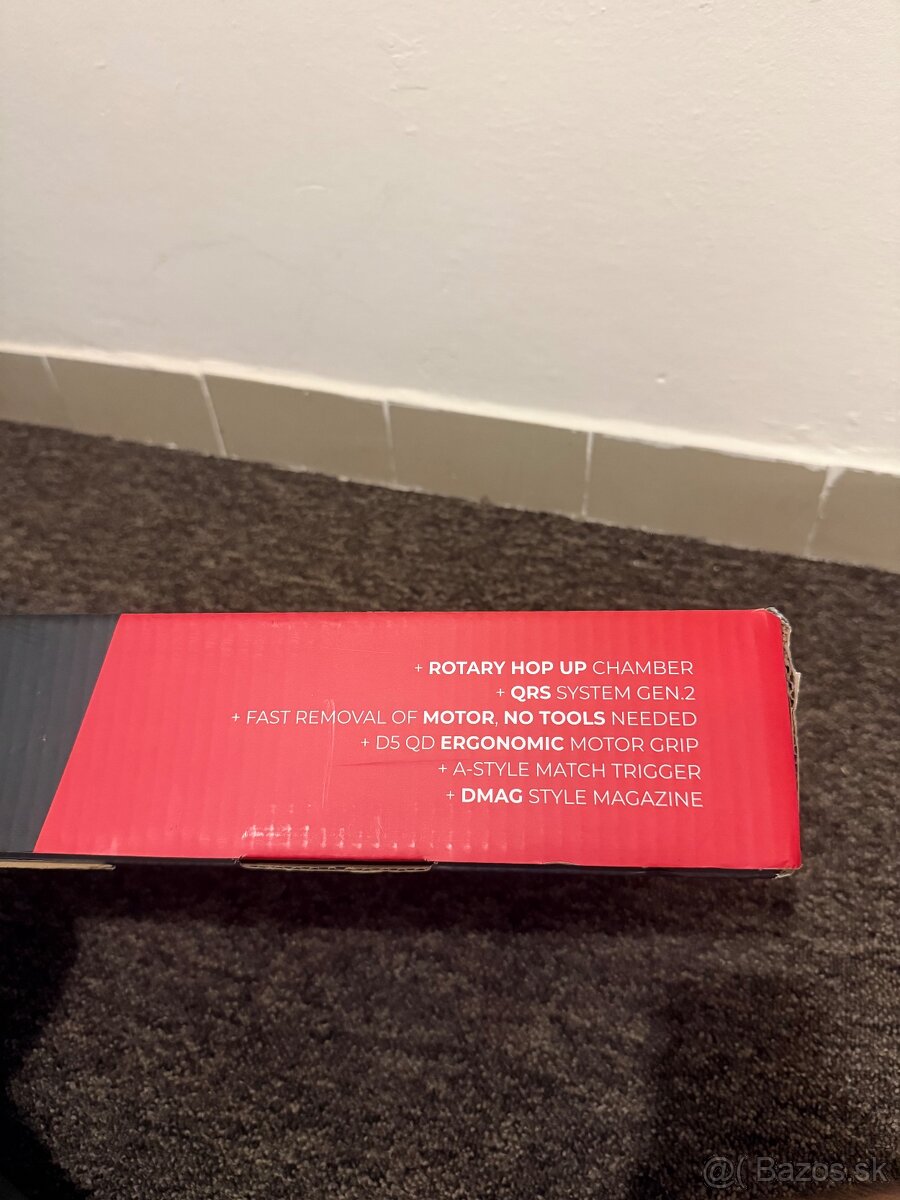 + ROTARY HOP UP CHAMBER
+ QRS SYSTEM GEN.2
+ FAST REMOVAL OF MOTOR, NO TOOLS NEEDED
+ D5 QD ERGONOMIC MOTOR GRIP
+ A-STYLE MATCH TRIGGER
+ DMAG STYLE MAGAZINE
@( Bazos.sk